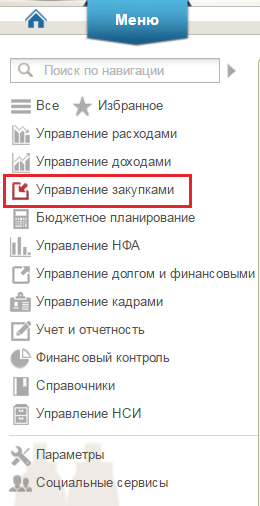 Меню
Поиск по навигации
Все Избранное
Управление расходами
Управление доходами
Управление закупками
Бюджетное планирование
Управление НФА
Управление долгом и финансовыми
Управление кадрами
Учет и отчетность
Финансовый контроль
Справочники
Управление НСИ
Параметры
Социальные сервисы